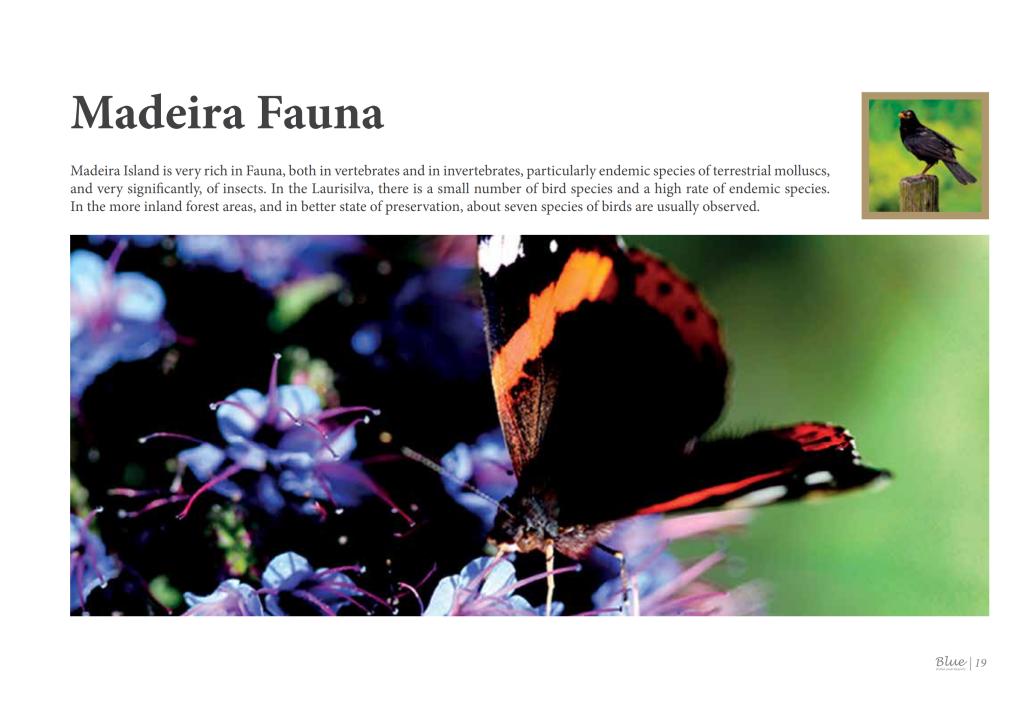 Madeira Fauna
Madeira Island is very rich in Fauna, both in vertebrates and in invertebrates, particularly endemic species of terrestrial molluscs,
and very significantly, of insects. In the Laurisilva, there is a small number of bird species and a high rate of endemic species.
In the more inland forest areas, and in better state of preservation, about seven species of birds are usually observed.
Blue | 19